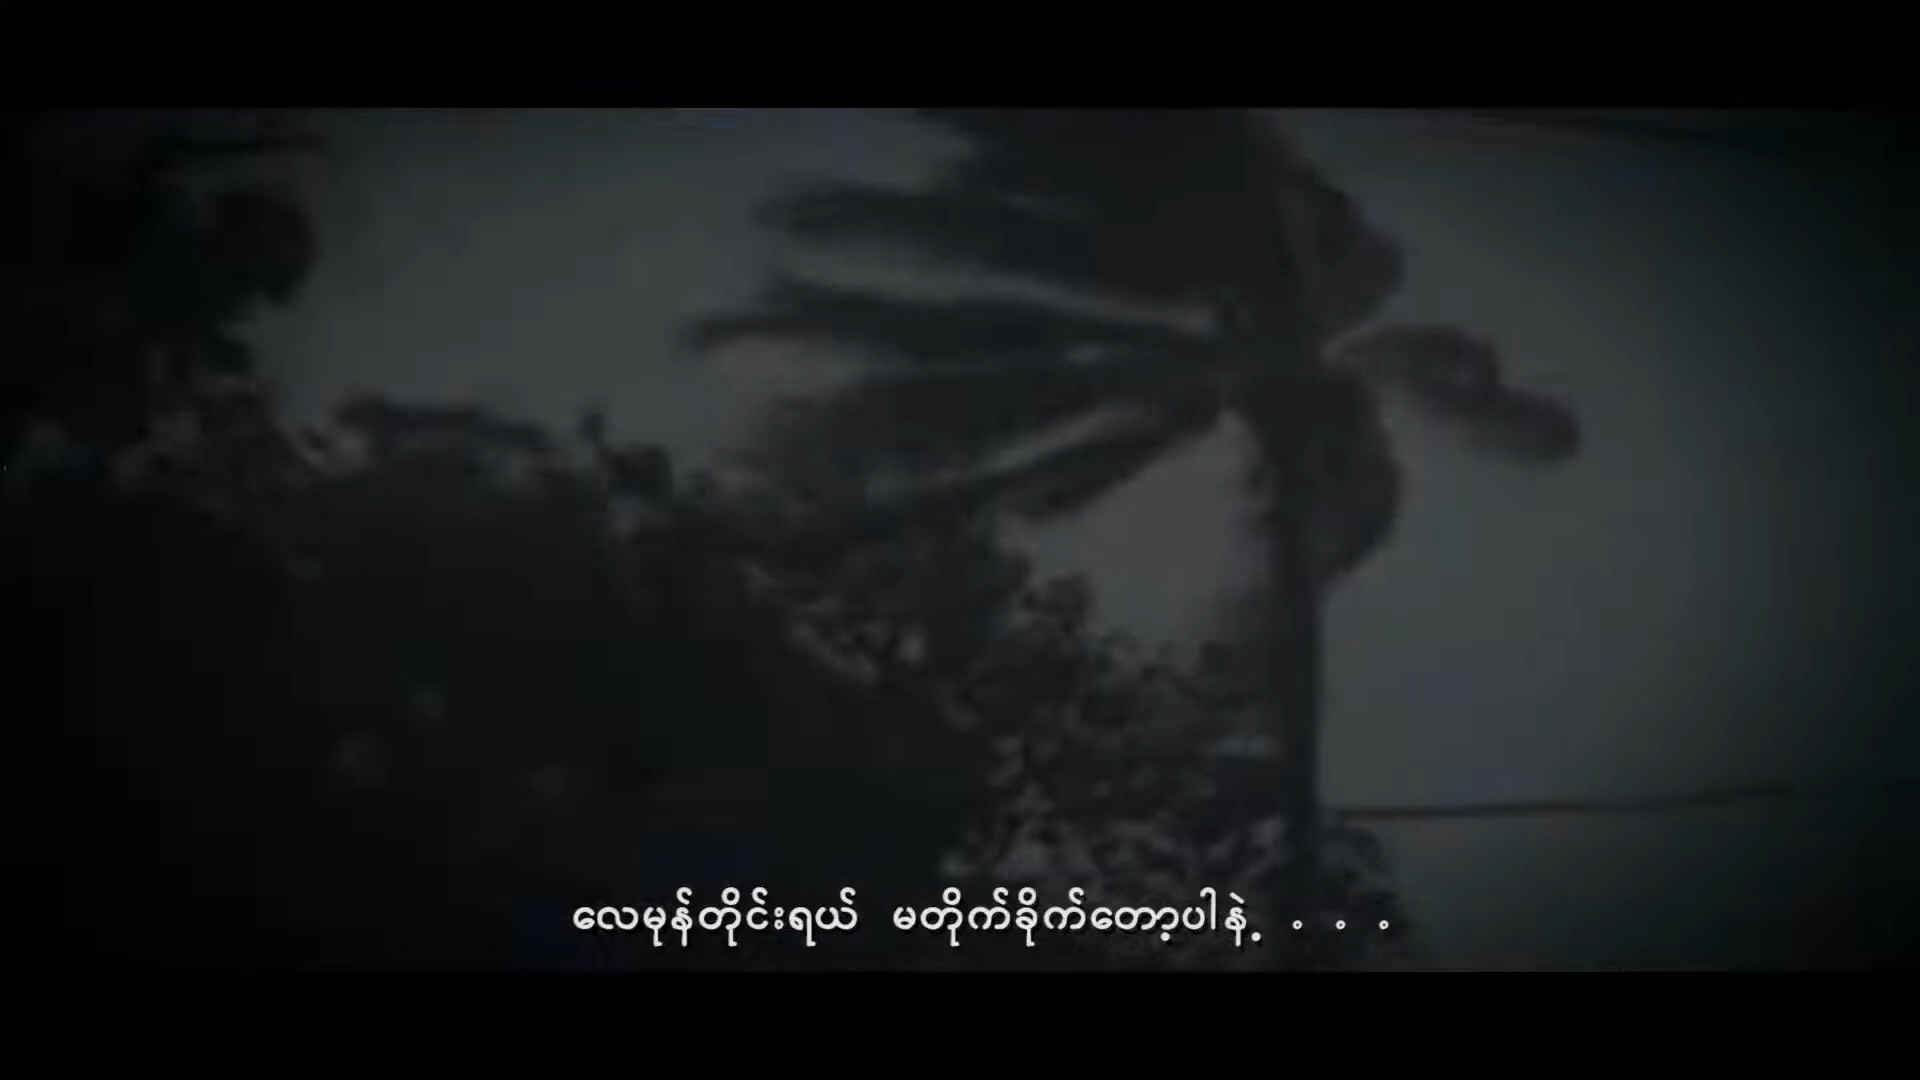 လေမုန်တိုင်းရယ် မတိုက်ခိုက်တော့ပါနဲ့ . . .